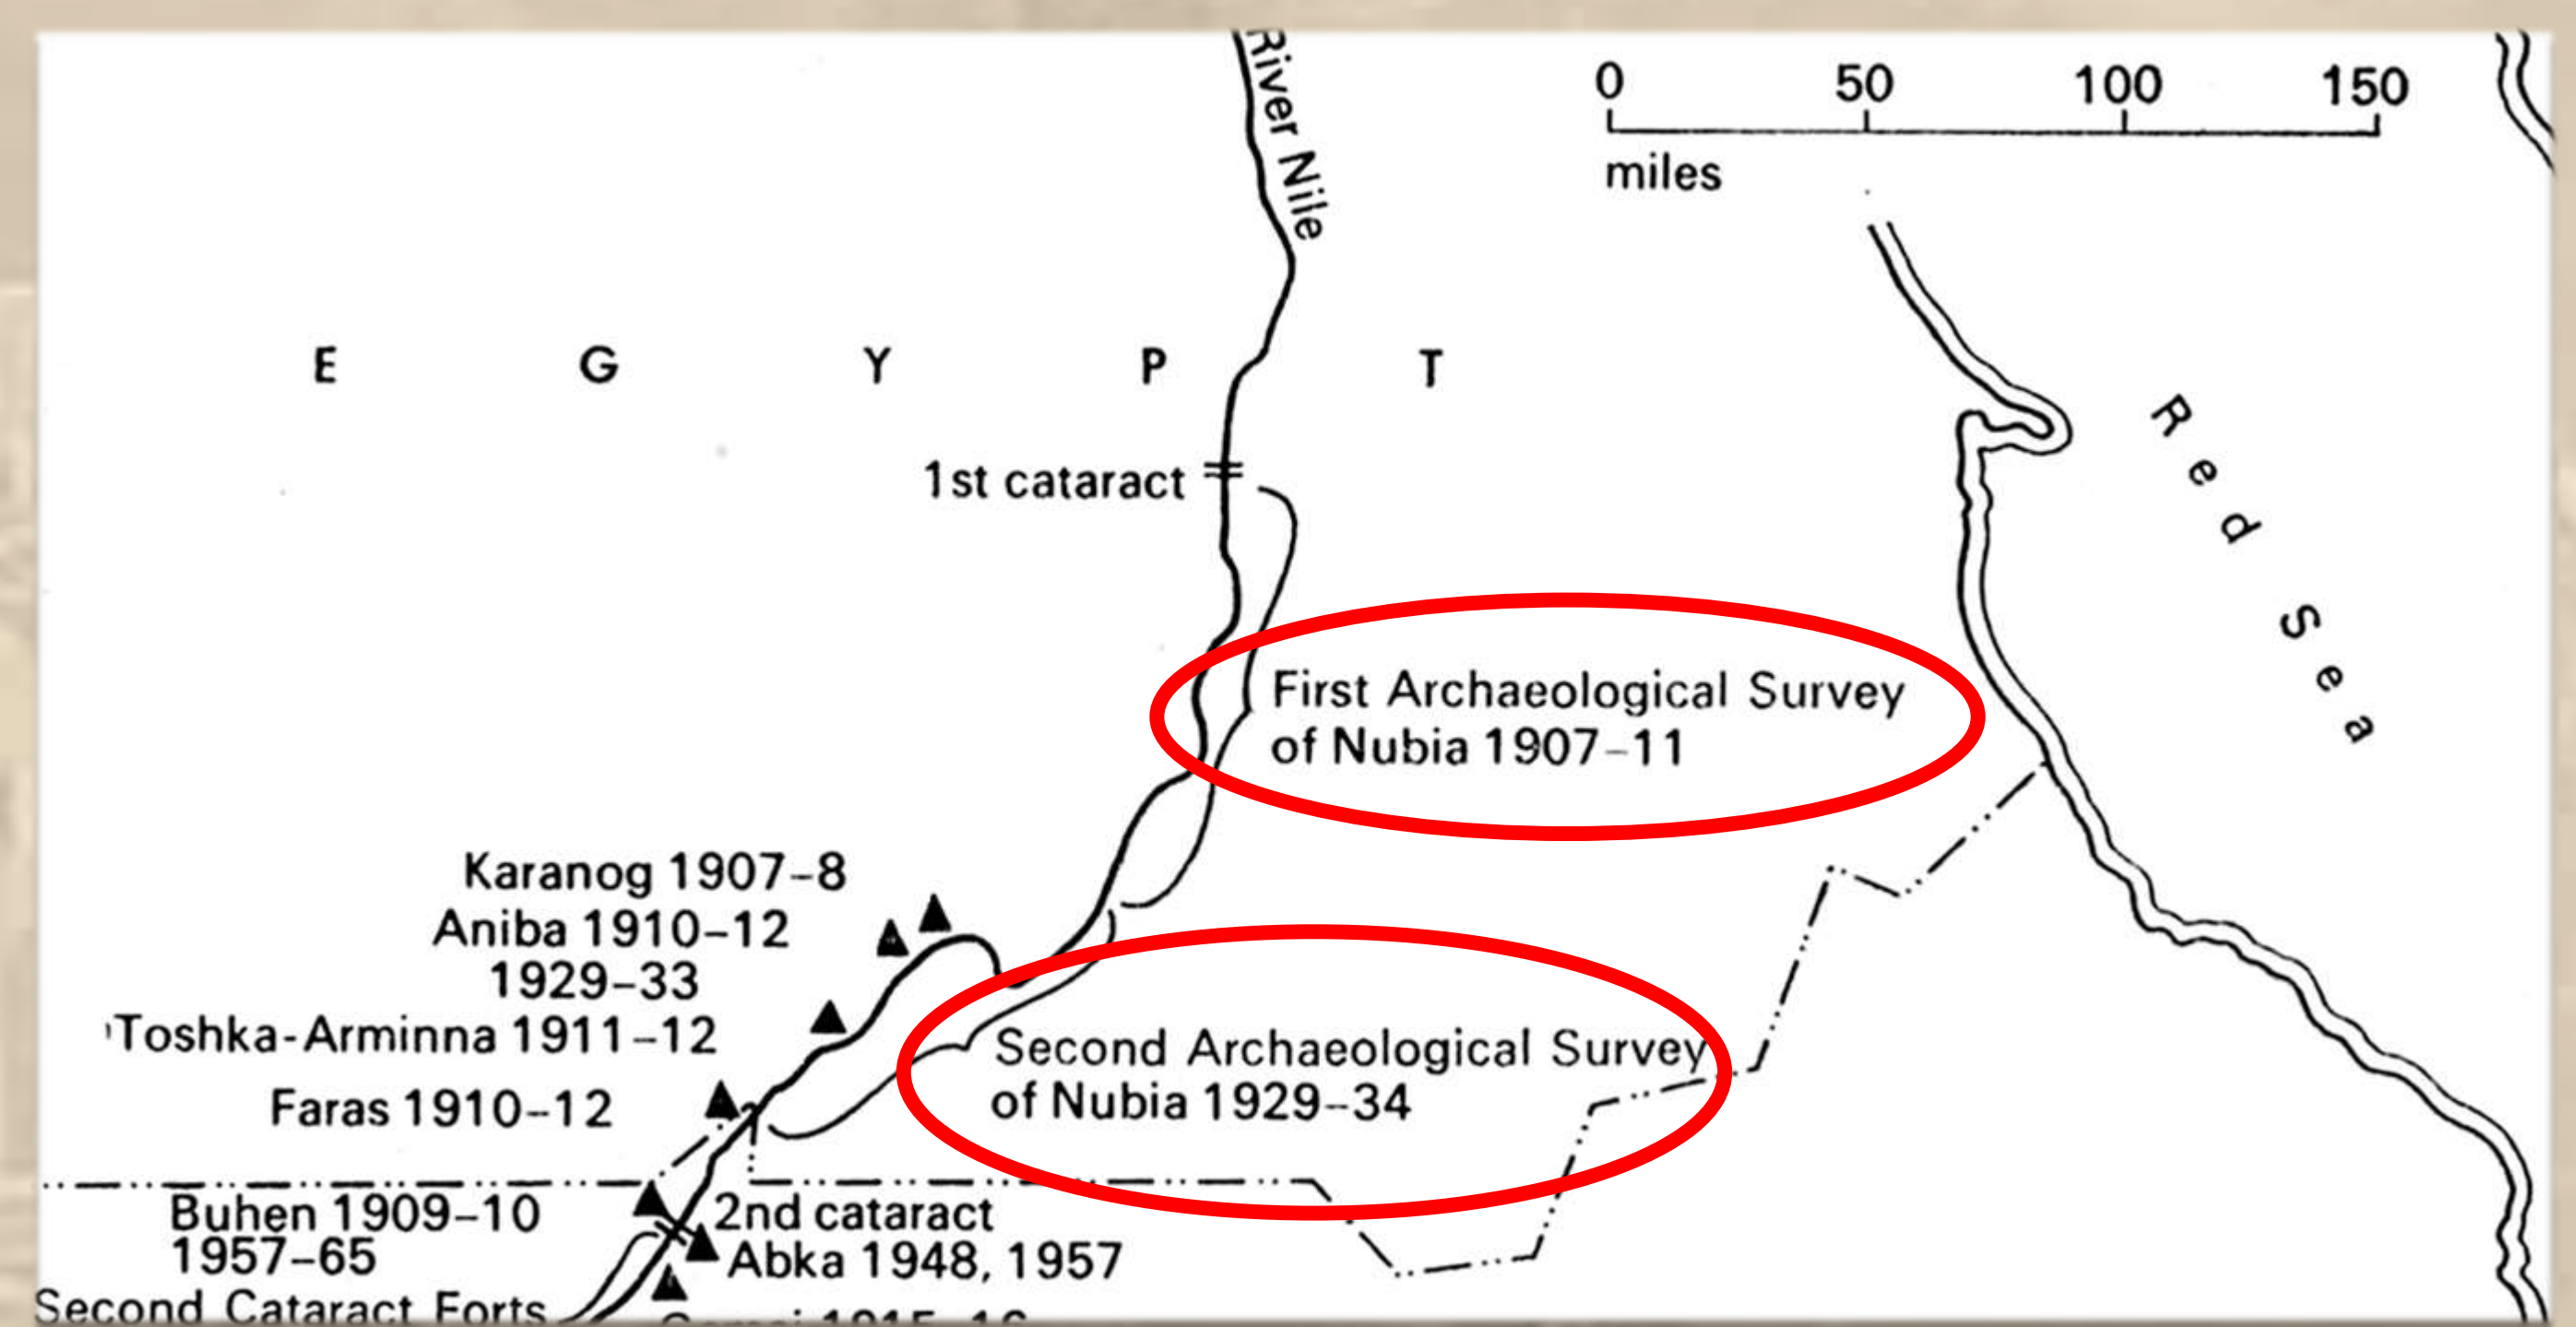 River Nile
0 50 100 150
miles
E G Y P T
1st cataract
Red Sea
First Archaeological Survey
of Nubia 1907–11
Karanog 1907–8
Aniba 1910–12
1929–33
Toshka-Arminna 1911–12
Second Archaeological Survey
of Nubia 1929–34
Faras 1910–12
Buhen 1909–10
1957–65
2nd cataract
Abka 1948, 1957
Second Cataract Forts